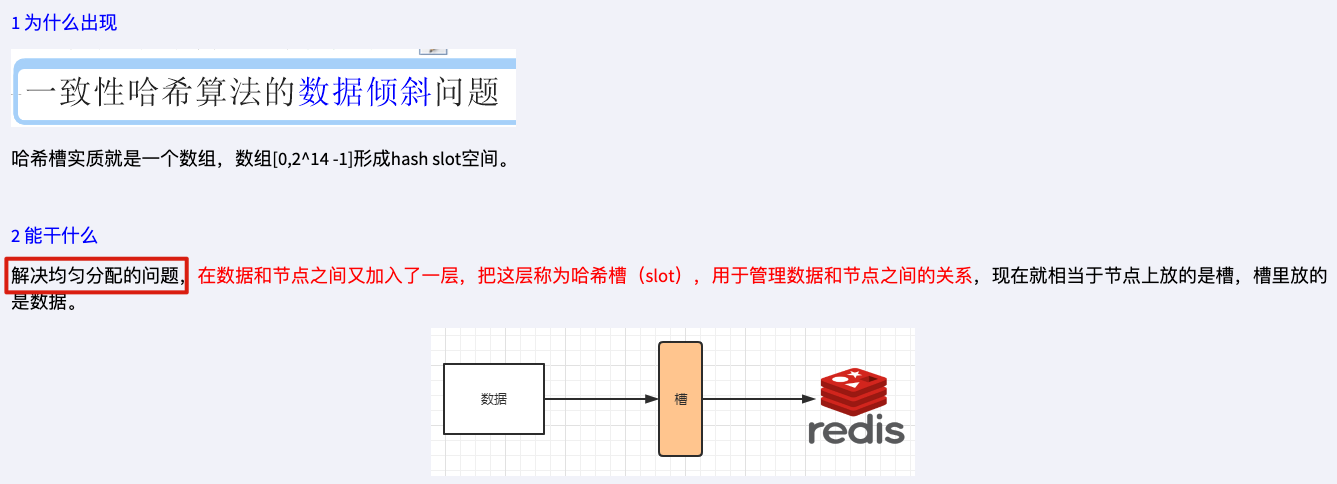 1 为什么出现
一致性哈希算法的数据倾斜问题
哈希槽实质就是一个数组，数组[0,2^14 -1]形成hash slot空间。
2 能干什么
解决均匀分配的问题，在数据和节点之间又加入了一层，把这层称为哈希槽（slot），用于管理数据和节点之间的关系，现在就相当于节点上放的是槽，槽里放的
是数据。
数据
槽
redis